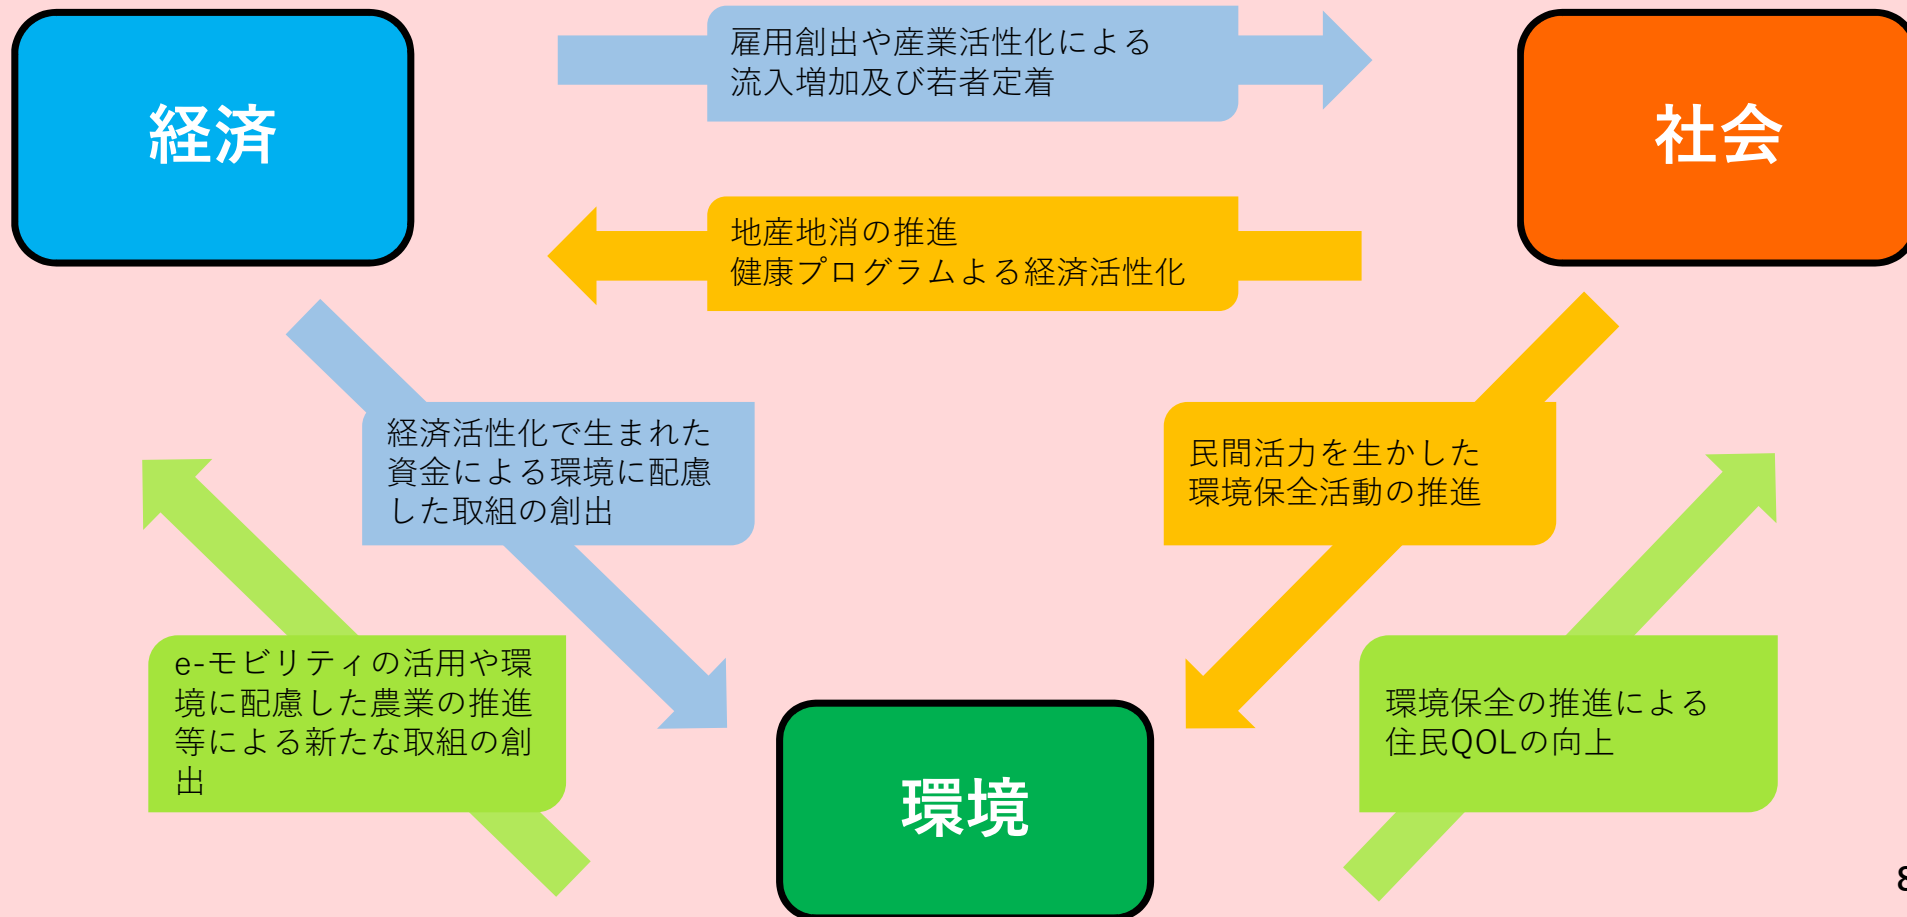 経済
雇用創出や産業活性化による
流入増加及び若者定着
社会
地産地消の推進
健康プログラムよる経済活性化
経済活性化で生まれた
資金による環境に配慮
した取組の創出
民間活力を生かした
環境保全活動の推進
e-モビリティの活用や環
境に配慮した農業の推進
等による新たな取組の創
出
環境保全の推進による
住民QOLの向上
環境
8